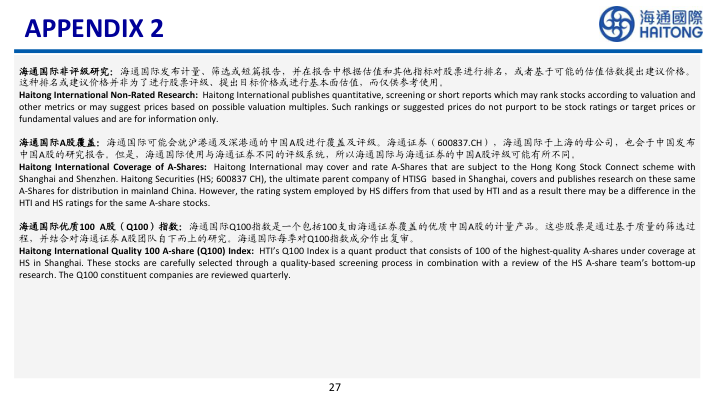 APPENDIX 2
海通國際
HAITONG
海通国际非评级研究：海通国际发布计量、筛选或短篇报告，并在报告中根据估值和其他指标对股票进行排名，或者基于可能的估值倍数提出建议价格。
这种排名或建议价格并非为了进行股票评级、提出目标价格或进行基本面估值，而仅供参考使用。
Haitong International Non-Rated Research: Haitong International publishes quantitative, screening or short reports which may rank stocks according to valuation and
other metrics or may suggest prices based on possible valuation multiples. Such rankings or suggested prices do not purport to be stock ratings or target prices or
fundamental values and are for information only.
海通国际A股覆盖：海通国际可能会就沪港通及深港通的中国A股进行覆盖及评级。海通证券（600837.CH），海通国际于上海的母公司，也会于中国发布
中国A股的研究报告。但是，海通国际使用与海通证券不同的评级系统，所以海通国际与海通证券的中国A股评级可能有所不同。
Haitong International Coverage of A-Shares: Haitong International may cover and rate A-Shares that are subject to the Hong Kong Stock Connect scheme with
Shanghai and Shenzhen. Haitong Securities (HS; 600837 CH), the ultimate parent company of HTISG based in Shanghai, covers and publishes research on these same
A-Shares for distribution in mainland China. However, the rating system employed by HS differs from that used by HTI and as a result there may be a difference in the
HTI and HS ratings for the same A-share stocks.
海通国际优质100 A股（Q100）指数：海通国际Q100指数是一个包括100支由海通证券覆盖的优质中国A股的计量产品。这些股票是通过基于质量的筛选过
程，并结合对海通证券 A股团队自下而上的研究。海通国际每季对Q100指数成分作出复审。
Haitong International Quality 100 A-share (Q100) Index: HTI's Q100 Index is a quant product that consists of 100 of the highest-quality A-shares under coverage at
HS in Shanghai. These stocks are carefully selected through a quality-based screening process in combination with a review of the HS A-share team's bottom-up
research. The Q100 constituent companies are reviewed quarterly.
27